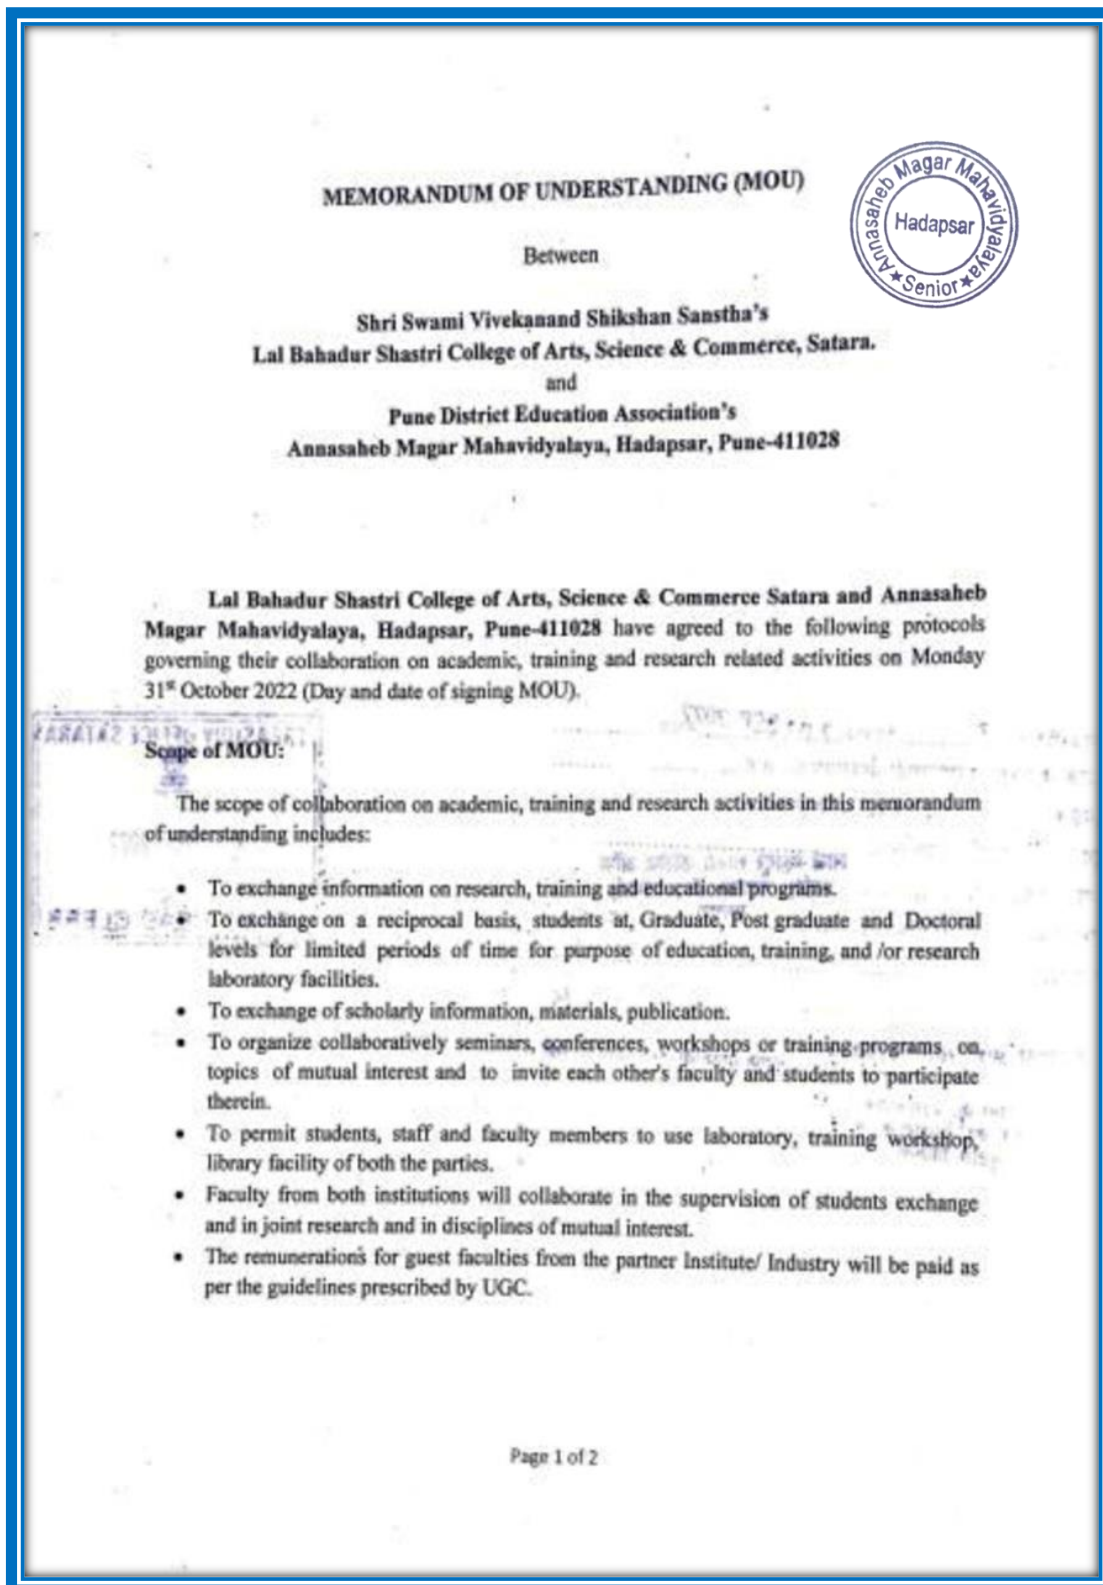 MEMORANDUM OF UNDERSTANDING (MOU)
Annasaheb Magar Mahavidyalaya
Hadapsar
★ Senior ★
Between
Shri Swami Vivekanand Shikshan Sanstha's
Lal Bahadur Shastri College of Arts, Science & Commerce, Satara.
and
Pune District Education Association's
Annasaheb Magar Mahavidyalaya, Hadapsar, Pune-411028
Lal Bahadur Shastri College of Arts, Science & Commerce Satara and Annasaheb
Magar Mahavidyalaya, Hadapsar, Pune-411028 have agreed to the following protocols
governing their collaboration on academic, training and research related activities on Monday
31st October 2022 (Day and date of signing MOU).
Scope of MOU:
The scope of collaboration on academic, training and research activities in this memorandum
of understanding includes:
• To exchange information on research, training and educational programs.
• To exchange on a reciprocal basis, students at, Graduate, Post graduate and Doctoral
levels for limited periods of time for purpose of education, training, and /or research
laboratory facilities.
• To exchange of scholarly information, materials, publication.
• To organize collaboratively seminars, conferences, workshops or training programs on
topics of mutual interest and to invite each other's faculty and students to participate
therein.
• To permit students, staff and faculty members to use laboratory, training workshop,
library facility of both the parties.
• Faculty from both institutions will collaborate in the supervision of students exchange
and in joint research and in disciplines of mutual interest.
• The remunerations for guest faculties from the partner Institute/ Industry will be paid as
per the guidelines prescribed by UGC.
Page 1 of 2